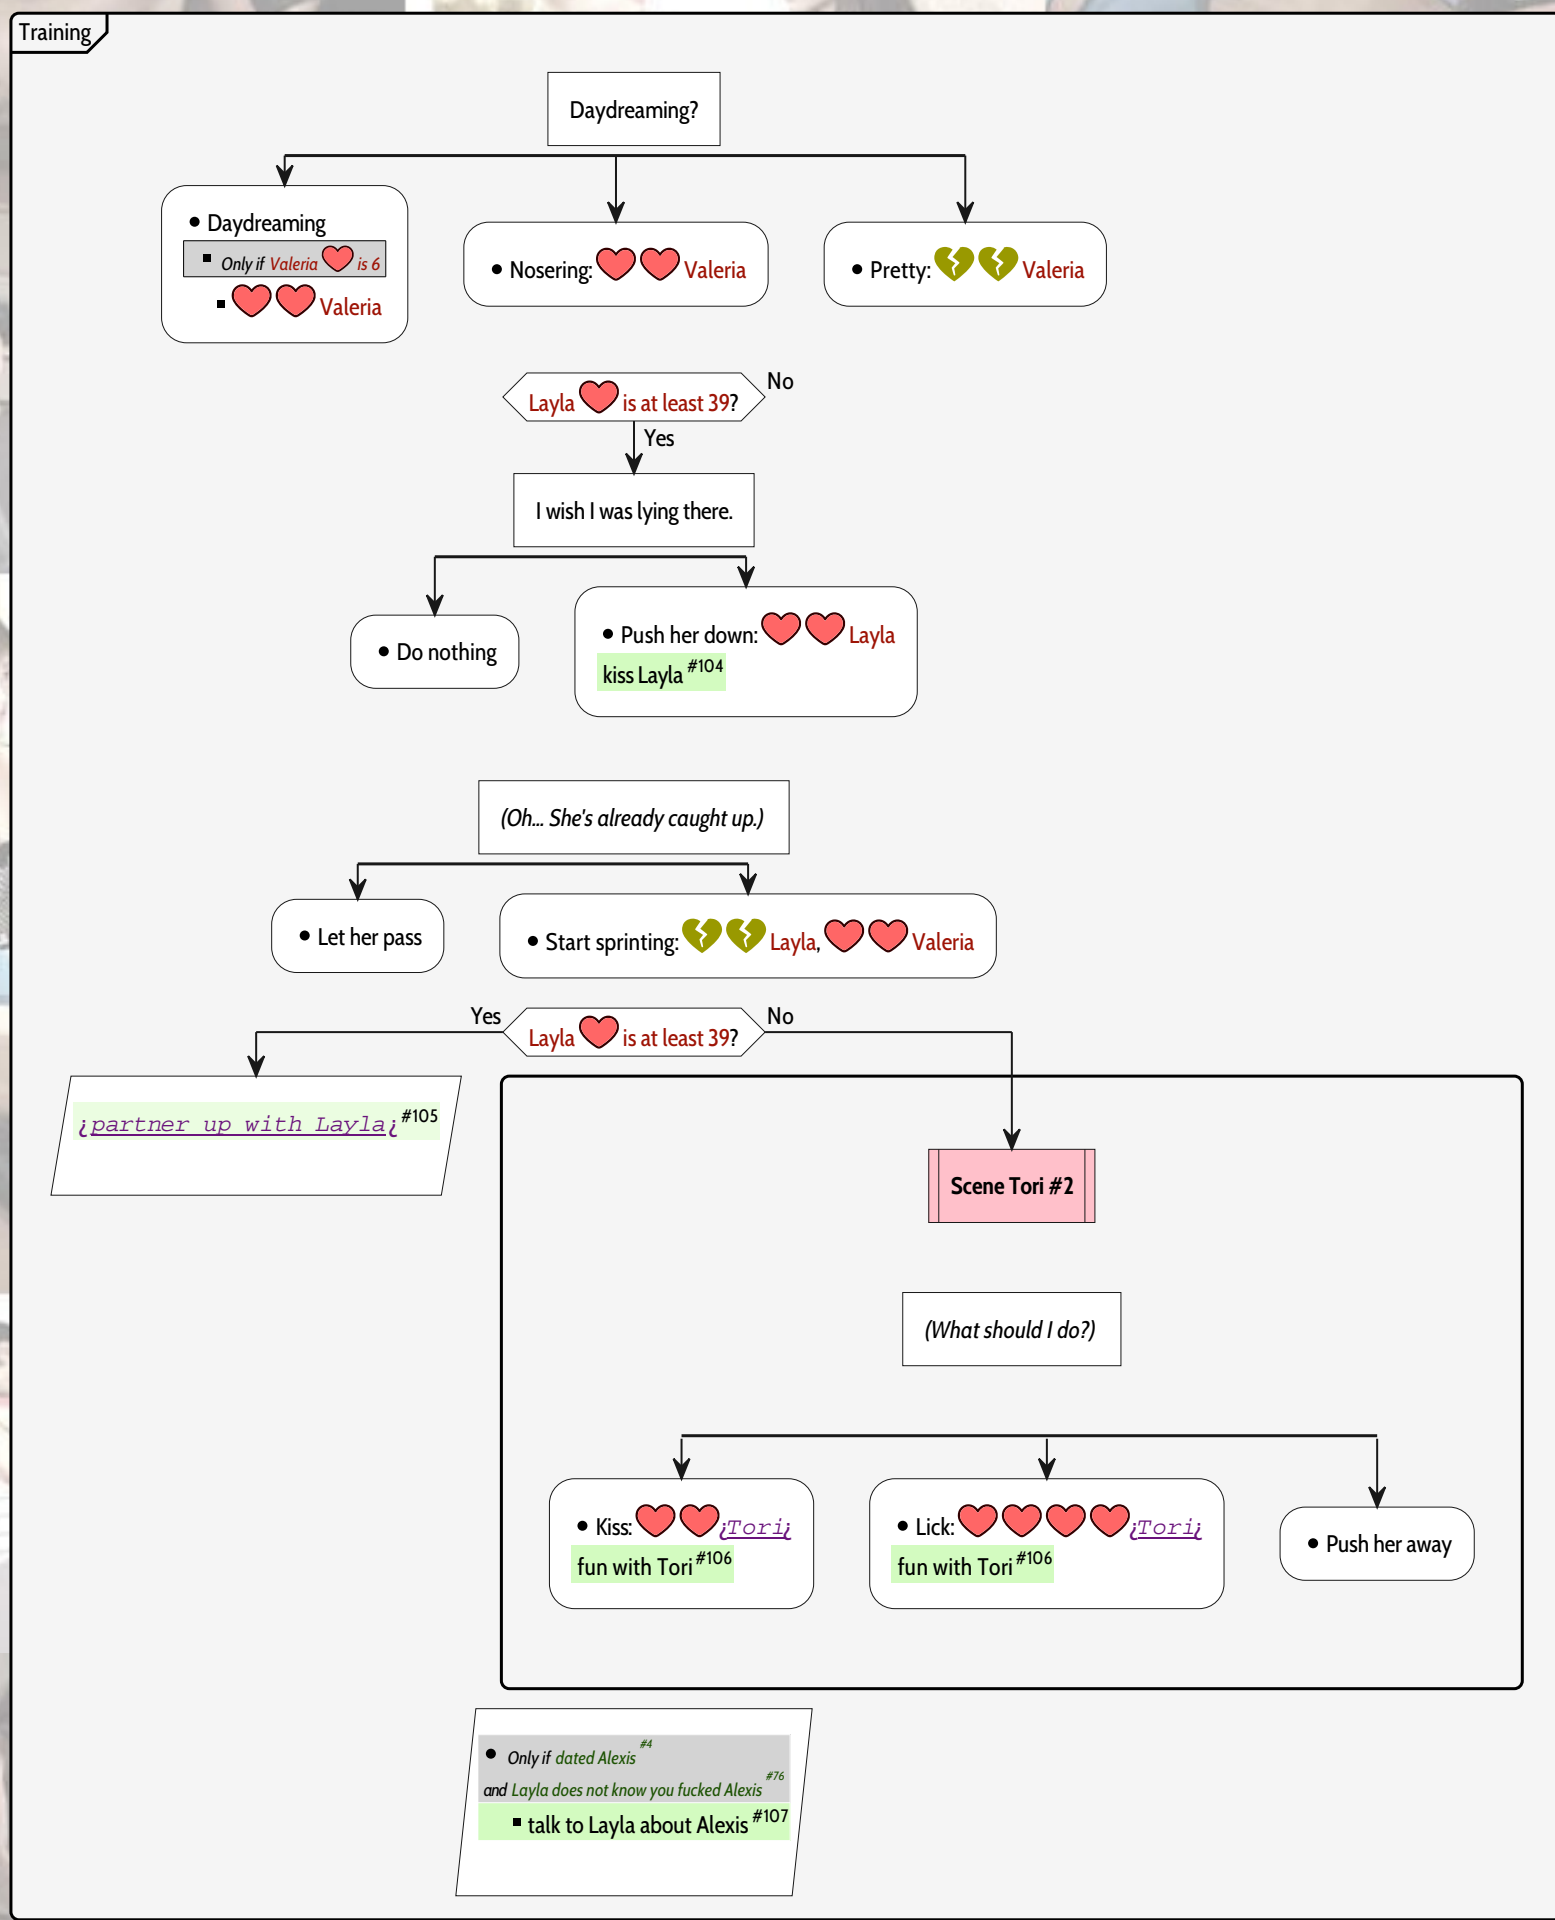 Training
Daydreaming?
• Daydreaming
▪ Only if Valeria is 6
▪ Valeria
• Nosering: Valeria
• Pretty: Valeria
Layla is at least 39?
No
Yes
I wish I was lying there.
• Do nothing
• Push her down: Layla
kiss Layla #104
(Oh... She's already caught up.)
• Let her pass
• Start sprinting: Layla, Valeria
Yes
Layla is at least 39?
No
¿partner up with Layla¿ #105
Scene Tori #2
(What should I do?)
• Kiss: ¿Tori¿
fun with Tori #106
• Lick: ¿Tori¿
fun with Tori #106
• Push her away
• Only if dated Alexis #4
and Layla does not know you fucked Alexis #76
▪ talk to Layla about Alexis #107